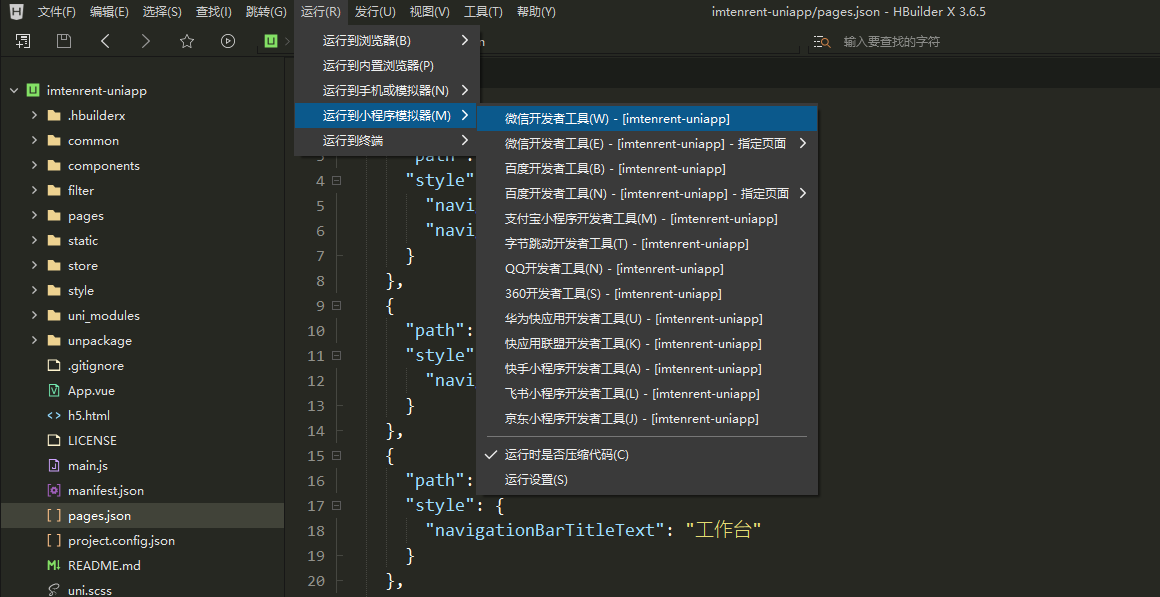 文件(F) 编辑(E) 选择(S) 查找(I) 跳转(G) 运行(R) 发行(U) 视图(V) 工具(T) 帮助(Y) imtenrent-uniapp/pages.json - HBuilder X 3.6.5
输入要查找的字符
imtenrent-uniapp
.hbuilderx
common
components
filter
pages
static
store
style
uni_modules
unpackage
.gitignore
App.vue
h5.html
LICENSE
main.js
manifest.json
pages.json
project.config.json
README.md
uni.scss
运行到浏览器(B)
运行到内置浏览器(P)
运行到手机或模拟器(N)
运行到小程序模拟器(M)
运行到终端
微信开发者工具(W) - [imtenrent-uniapp]
微信开发者工具(E) - [imtenrent-uniapp] - 指定页面
百度开发者工具(B) - [imtenrent-uniapp]
百度开发者工具(N) - [imtenrent-uniapp] - 指定页面
支付宝小程序开发者工具(M) - [imtenrent-uniapp]
字节跳动开发者工具(T) - [imtenrent-uniapp]
QQ开发者工具(N) - [imtenrent-uniapp]
360开发者工具(S) - [imtenrent-uniapp]
华为快应用开发者工具(U) - [imtenrent-uniapp]
快应用联盟开发者工具(K) - [imtenrent-uniapp]
快手小程序开发者工具(A) - [imtenrent-uniapp]
飞书小程序开发者工具(L) - [imtenrent-uniapp]
京东小程序开发者工具(J) - [imtenrent-uniapp]
运行时是否压缩代码(C)
运行设置(S)
3 "path":
4 "style"
5 "navi
6 "navi
7 }
8 },
9 {
10 "path":
11 "style"
12 "navi
13 }
14 },
15 {
16 "path":
17 "style": {
18 "navigationBarTitleText": "工作台"
19 }
20 },